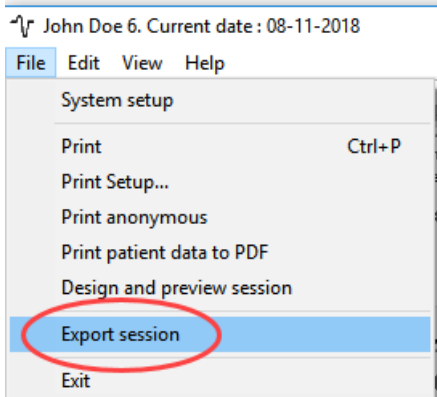 John Doe 6. Current date : 08-11-2018
File Edit View Help
System setup
Print Ctrl+P
Print Setup...
Print anonymous
Print patient data to PDF
Design and preview session
Export session
Exit